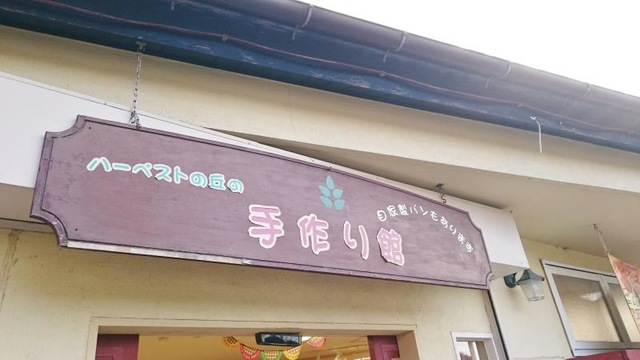 ハーベストの丘の
手作り館
自家製パンもあります